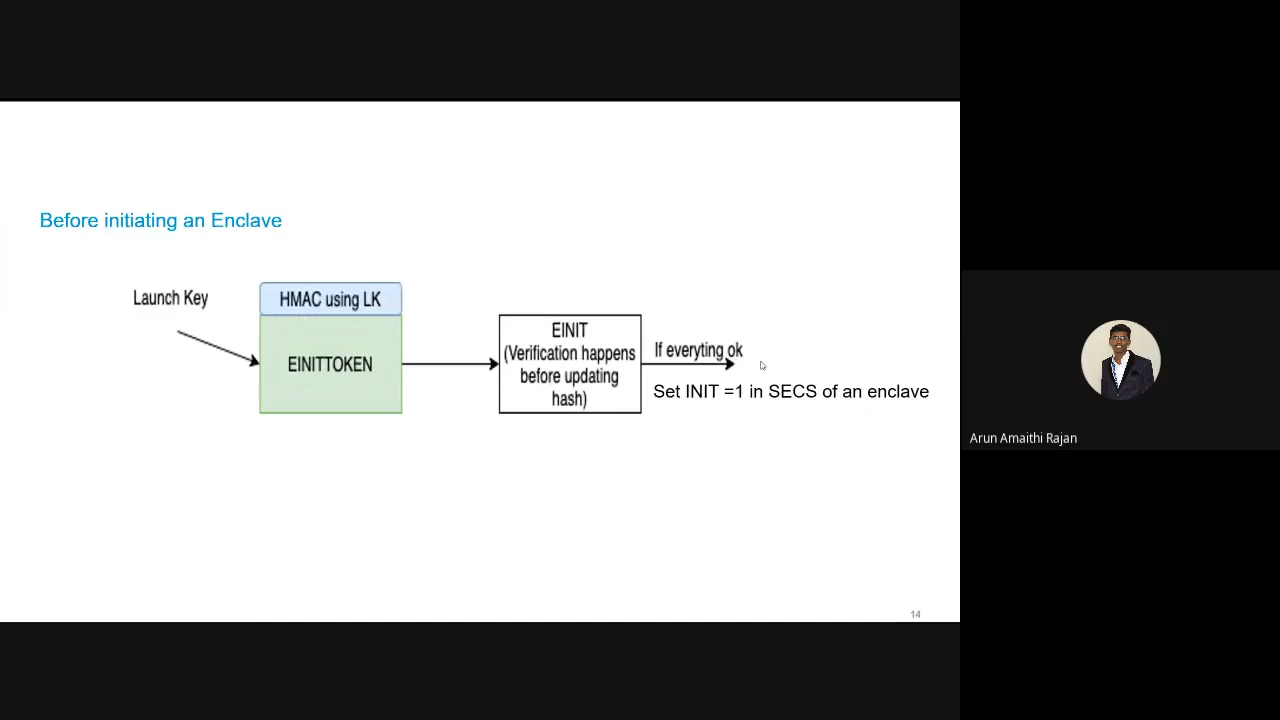 Before initiating an Enclave
Launch Key
HMAC using LK
EINITTOKEN
EINIT
(Verification happens
before updating
hash)
If everyting ok
Set INIT =1 in SECS of an enclave
14
Arun Amaithi Rajan